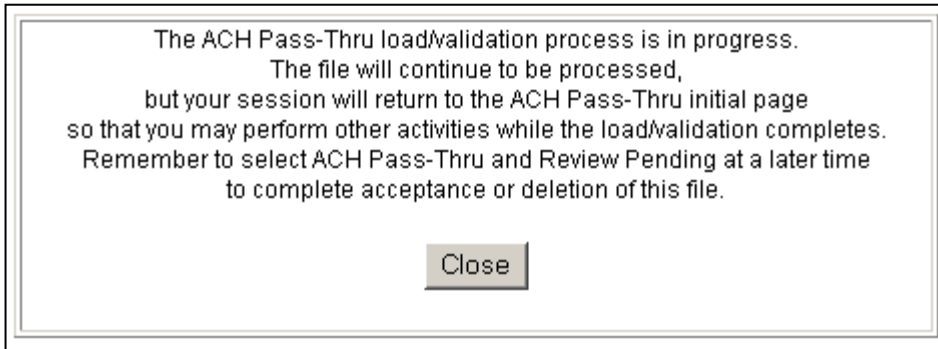 The ACH Pass-Thru load/validation process is in progress.
The file will continue to be processed,
but your session will return to the ACH Pass-Thru initial page
so that you may perform other activities while the load/validation completes.
Remember to select ACH Pass-Thru and Review Pending at a later time
to complete acceptance or deletion of this file.
Close